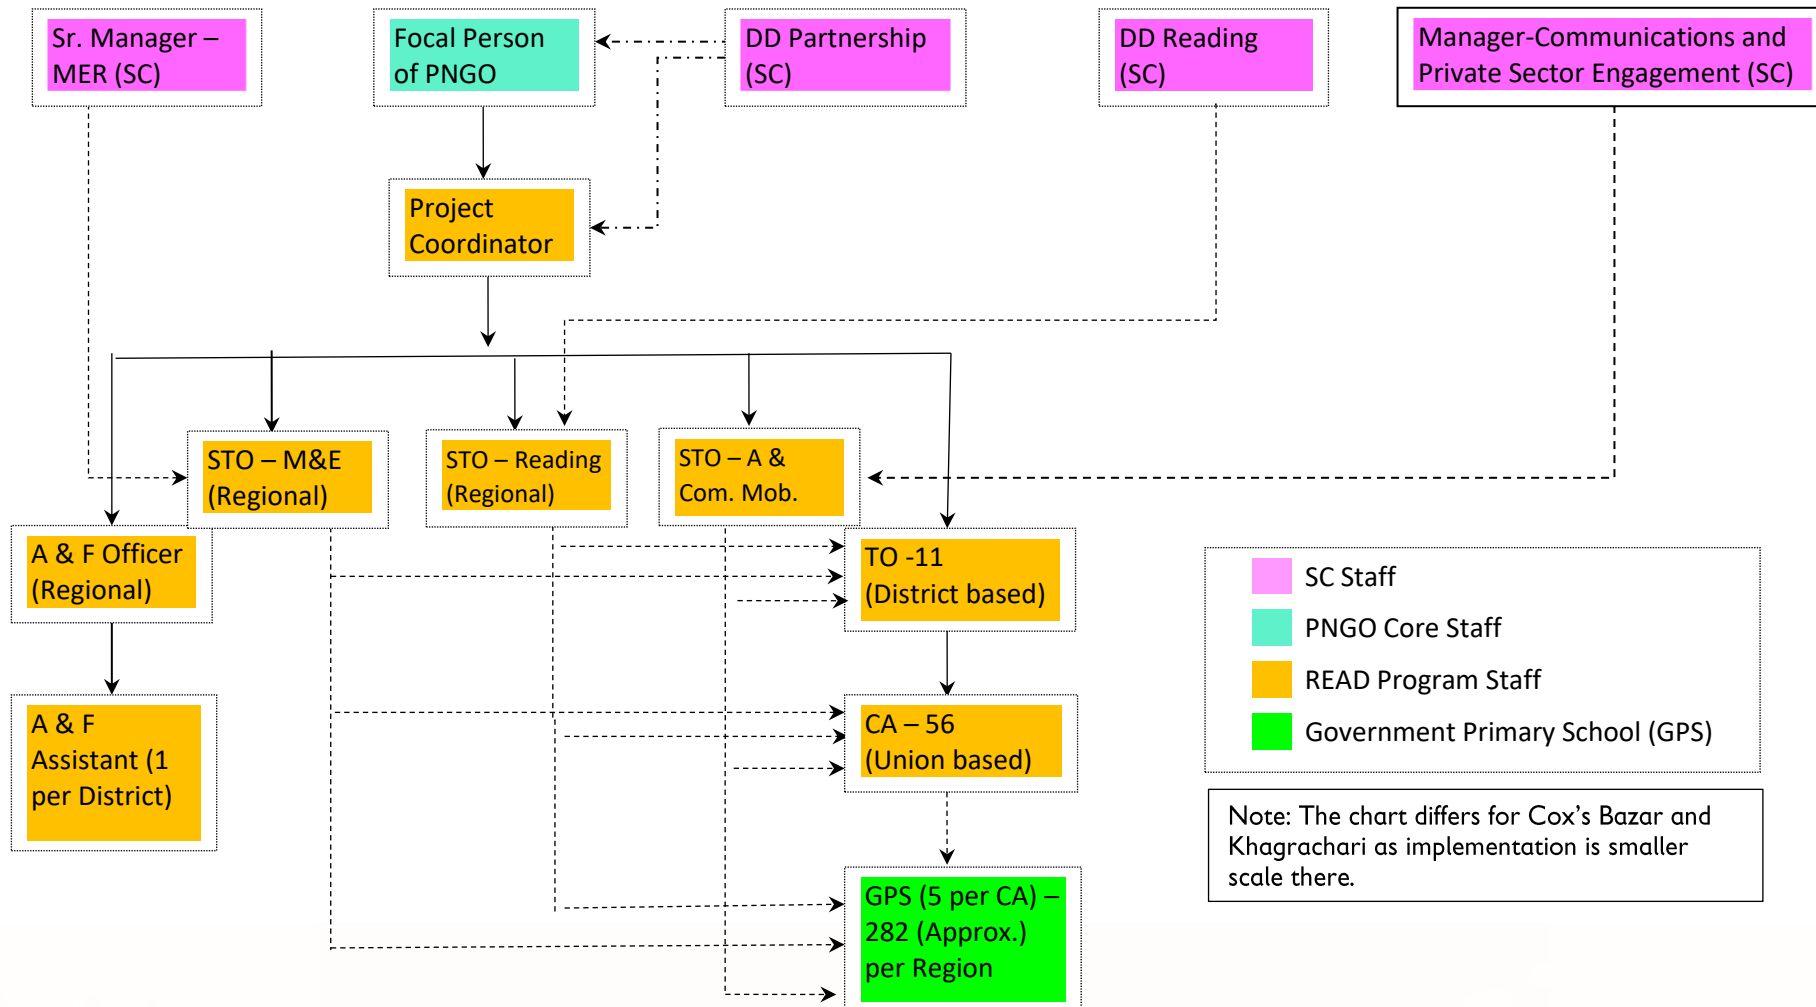 Sr. Manager –
MER (SC)
Focal Person
of PNGO
DD Partnership
(SC)
DD Reading
(SC)
Manager-Communications and
Private Sector Engagement (SC)
Project
Coordinator
STO – M&E
(Regional)
STO – Reading
(Regional)
STO – A &
Com. Mob.
A & F Officer
(Regional)
TO -11
(District based)
A & F
Assistant (1
per District)
CA – 56
(Union based)
GPS (5 per CA) –
282 (Approx.)
per Region
SC Staff
PNGO Core Staff
READ Program Staff
Government Primary School (GPS)
Note: The chart differs for Cox’s Bazar and
Khagrachari as implementation is smaller
scale there.